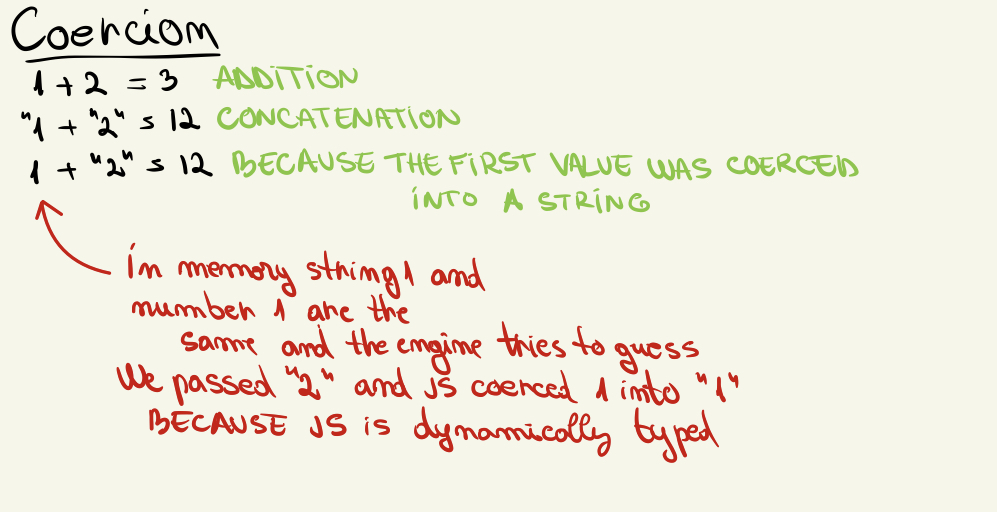 Coercion
1 + 2 = 3 ADDITION
"1 + "2" = 12 CONCATENATION
1 + "2" = 12 BECAUSE THE FIRST VALUE WAS COERCED
INTO A STRING
in memory string 1 and
number 1 are the
same and the engine tries to guess
We passed "2" and JS coerced 1 into "1"
BECAUSE JS is dynamically typed